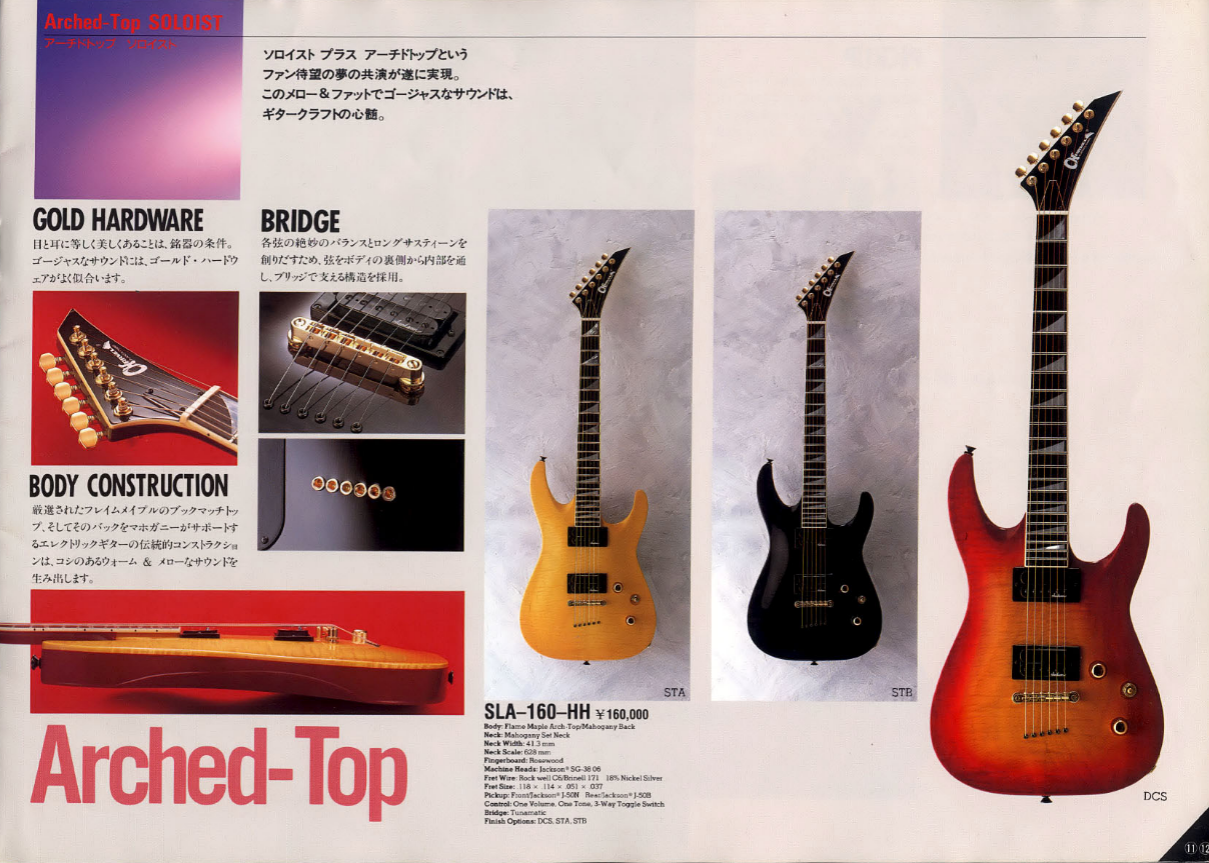 Arched-Top SOLOIST
アーチドトップ ソロイスト
ソロイスト プラス アーチドトップという
ファン待望の夢の共演が遂に実現。
このメロー＆ファットでゴージャスなサウンドは、
ギタークラフトの心髄。
GOLD HARDWARE
目と耳に等しく美しくあることは、銘器の条件。
ゴージャスなサウンドには、ゴールド・ハードウ
ェアがよく似合います。
BRIDGE
各弦の絶妙のバランスとロングサスティーンを
創りだすため、弦をボディの裏側から内部を通
し、ブリッジで支える構造を採用。
BODY CONSTRUCTION
厳選されたフレイムメイプルのブックマッチトッ
プ、そしてそのバックをマホガニーがサポートす
るエレクトリックギターの伝統的コンストラクショ
ンは、コシのあるウォーム & メローなサウンドを
生み出します。
Arched-Top
STA
STB
DCS
SLA-160-HH ¥160,000
Body: Flame Maple Arch-Top/Mahogany Back
Neck: Mahogany Set Neck
Neck Width: 41.3 mm
Neck Scale: 628 mm
Fingerboard: Rosewood
Machine Heads: Jackson® SG-38 06
Fret Wire: Rock well C6/Brinell 171 18% Nickel Silver
Fret Size: .118 × .114 × .051 × .037
Pickup: Front/Jackson® J-50N Rear/Jackson® J-50B
Control: One Volume, One Tone, 3-Way Toggle Switch
Bridge: Tunamatic
Finish Options: DCS, STA, STB
⑪⑫